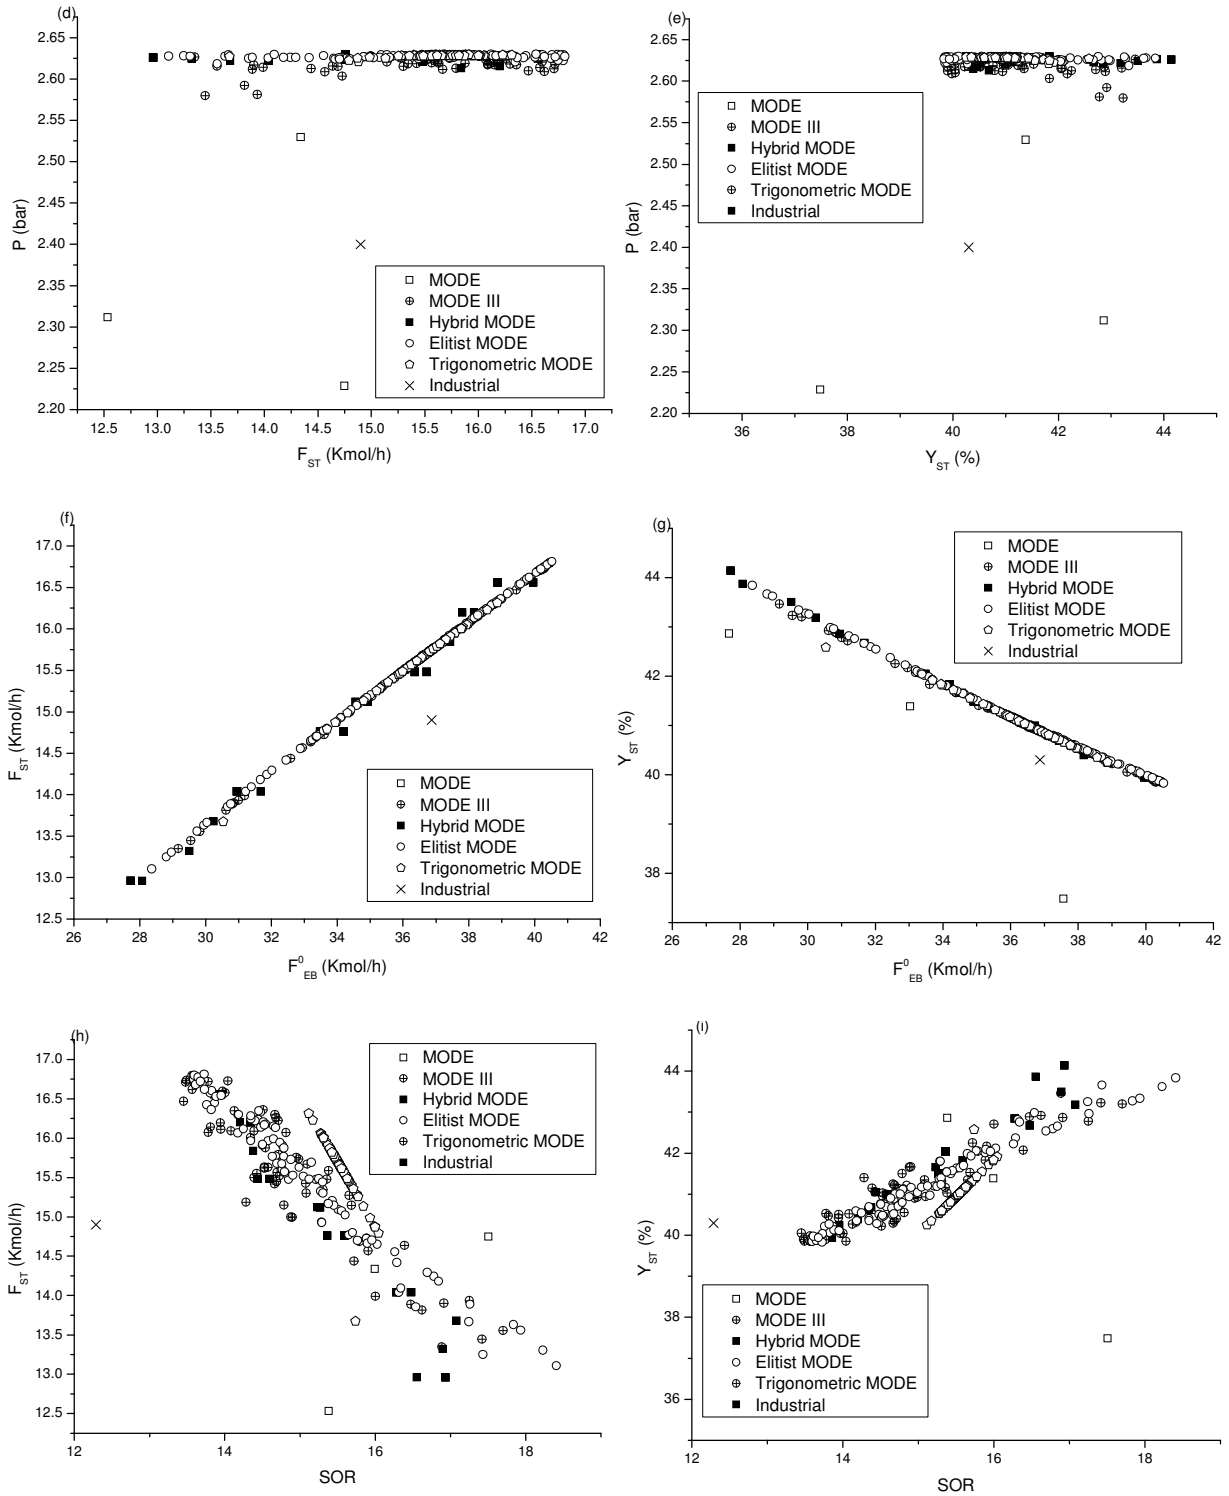 (d)
2.65
2.60
2.55
2.50
2.45
2.40
2.35
2.30
2.25
2.20
P (bar)
MODE
MODE III
Hybrid MODE
Elitist MODE
Trigonometric MODE
Industrial
12.5 13.0 13.5 14.0 14.5 15.0 15.5 16.0 16.5 17.0
F_ST (Kmol/h)
(e)
2.65
2.60
2.55
2.50
2.45
2.40
2.35
2.30
2.25
2.20
P (bar)
MODE
MODE III
Hybrid MODE
Elitist MODE
Trigonometric MODE
Industrial
36 38 40 42 44
Y_ST (%)
(f)
17.0
16.5
16.0
15.5
15.0
14.5
14.0
13.5
13.0
12.5
F_ST (Kmol/h)
MODE
MODE III
Hybrid MODE
Elitist MODE
Trigonometric MODE
Industrial
26 28 30 32 34 36 38 40 42
F^0_EB (Kmol/h)
(g)
44
42
40
38
Y_ST (%)
MODE
MODE III
Hybrid MODE
Elitist MODE
Trigonometric MODE
Industrial
26 28 30 32 34 36 38 40 42
F^0_EB (Kmol/h)
(h)
17.0
16.5
16.0
15.5
15.0
14.5
14.0
13.5
13.0
12.5
F_ST (Kmol/h)
MODE
MODE III
Hybrid MODE
Elitist MODE
Trigonometric MODE
Industrial
12 14 16 18
SOR
(i)
44
42
40
38
36
Y_ST (%)
MODE
MODE III
Hybrid MODE
Elitist MODE
Trigonometric MODE
Industrial
12 14 16 18
SOR